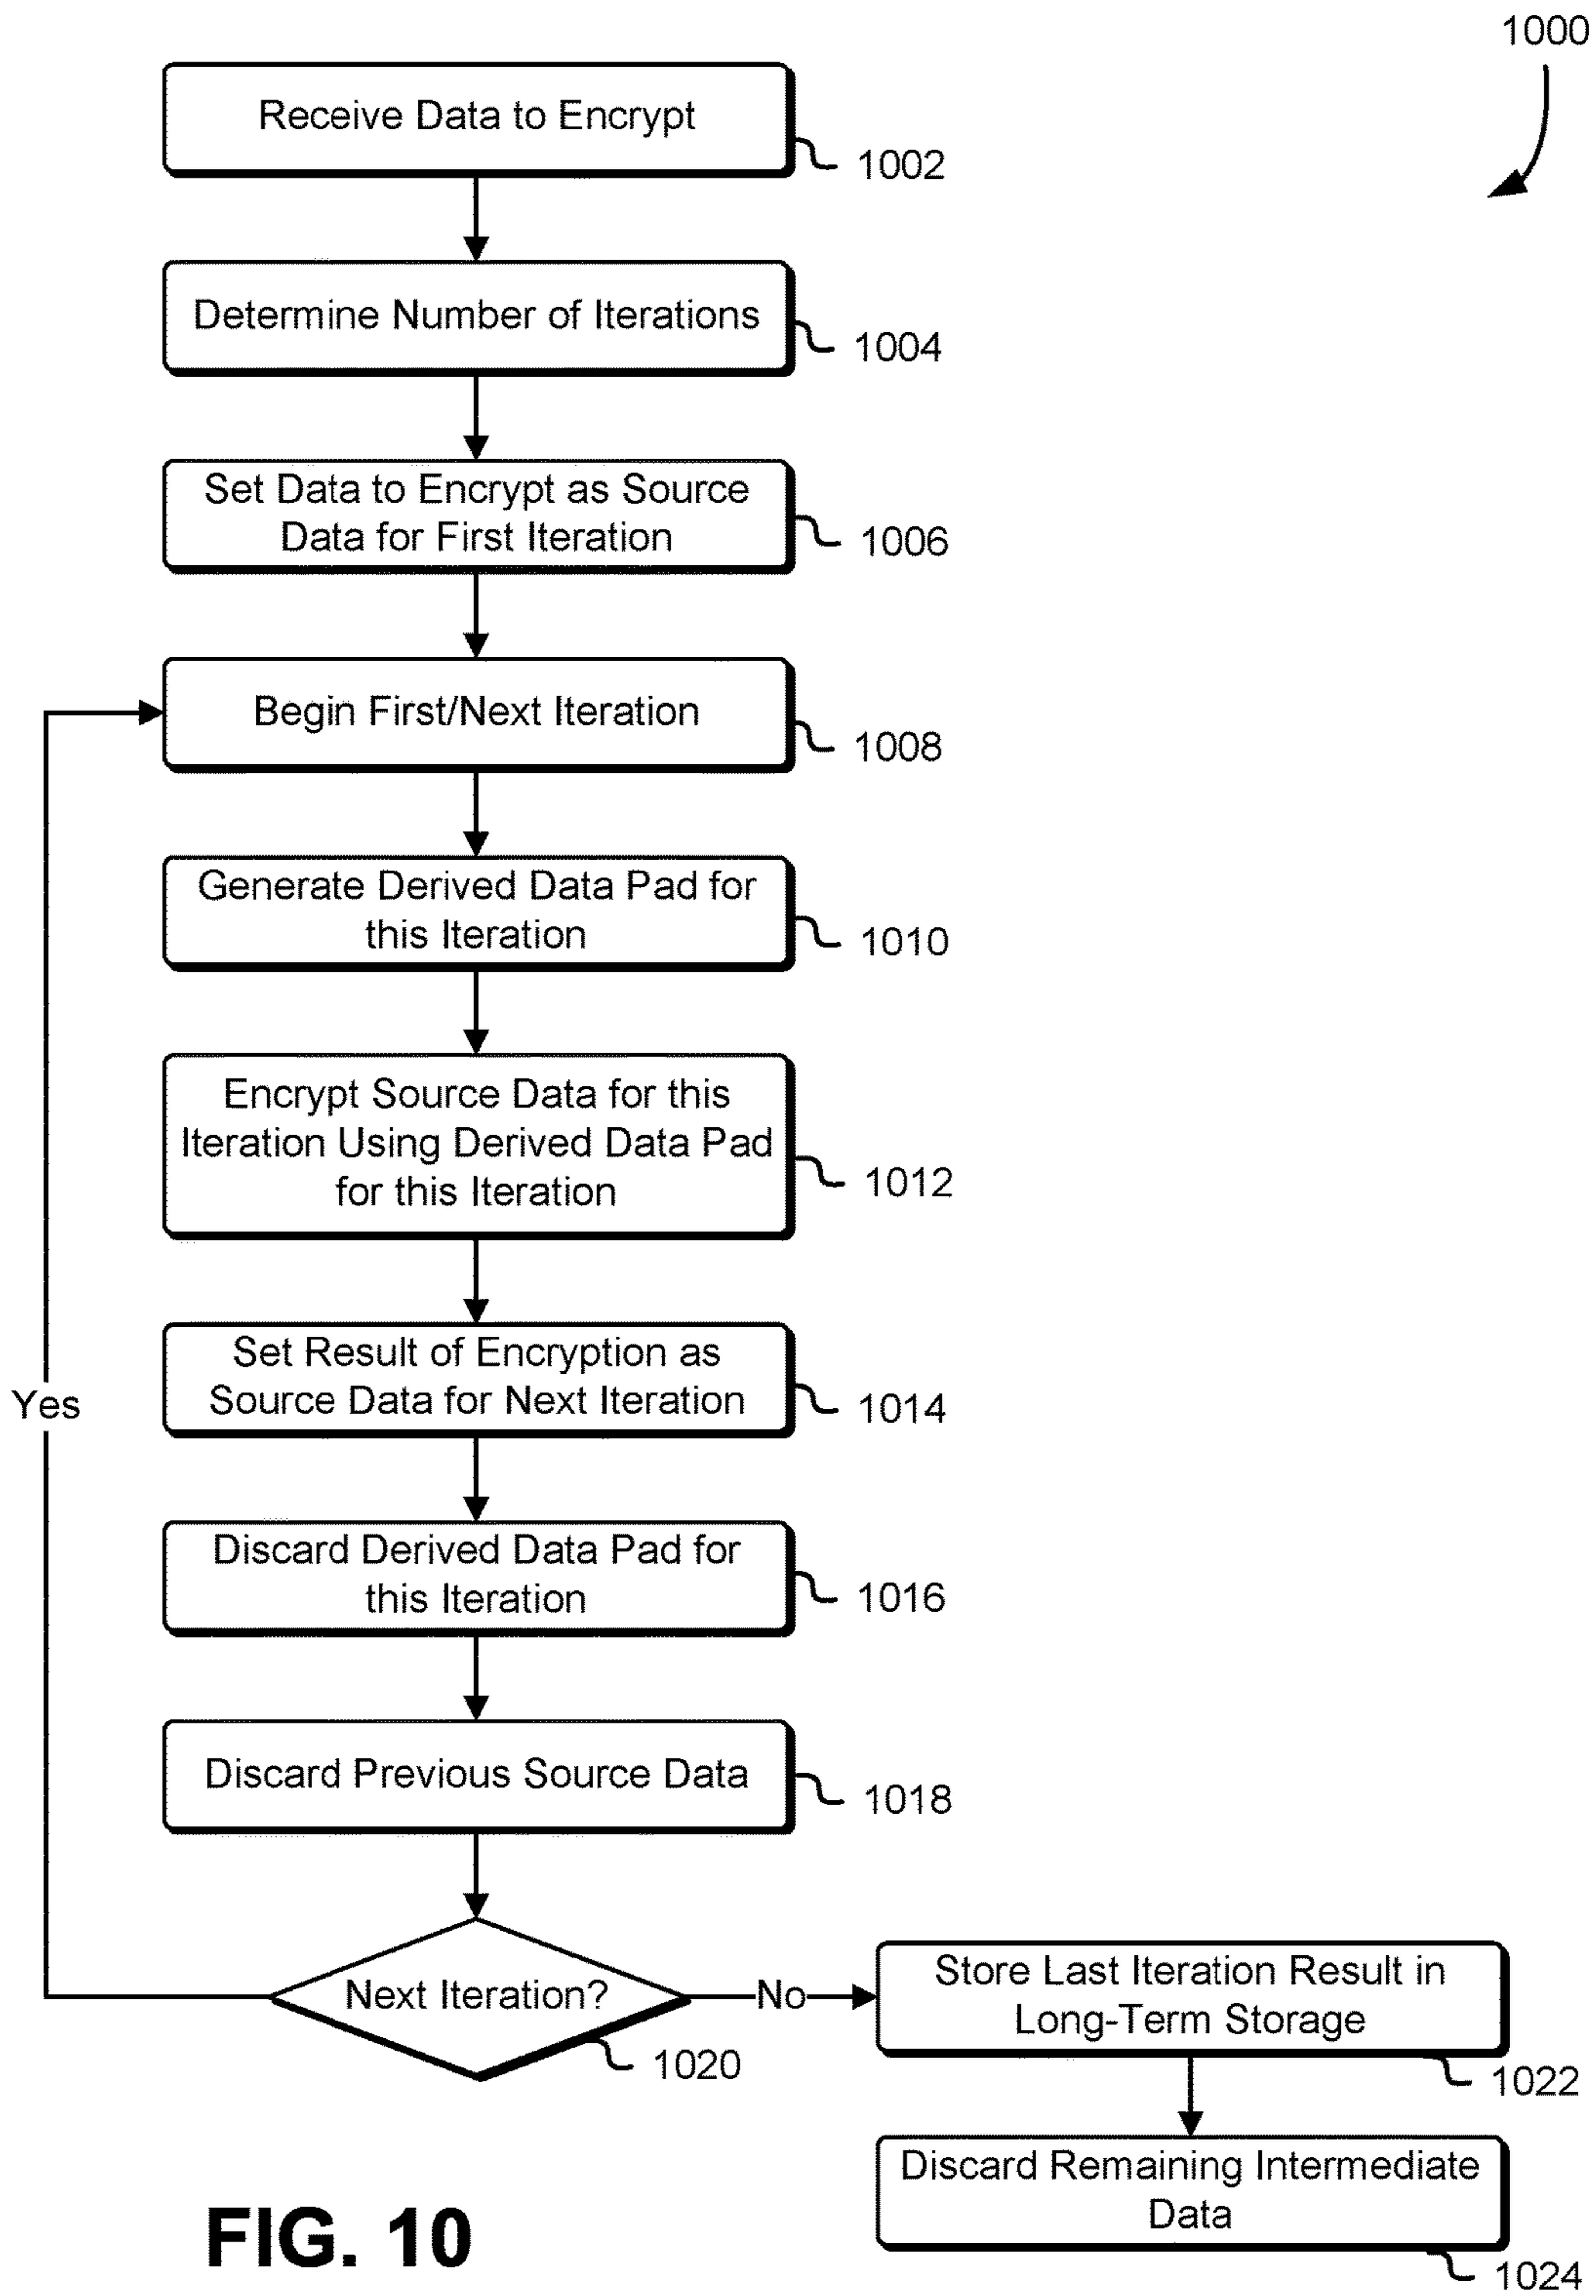 1000
Receive Data to Encrypt
1002
Determine Number of Iterations
1004
Set Data to Encrypt as Source
Data for First Iteration
1006
Begin First/Next Iteration
1008
Generate Derived Data Pad for
this Iteration
1010
Encrypt Source Data for this
Iteration Using Derived Data Pad
for this Iteration
1012
Set Result of Encryption as
Source Data for Next Iteration
1014
Yes
Discard Derived Data Pad for
this Iteration
1016
Discard Previous Source Data
1018
Next Iteration?
1020
No
Store Last Iteration Result in
Long-Term Storage
1022
Discard Remaining Intermediate
Data
1024
FIG. 10